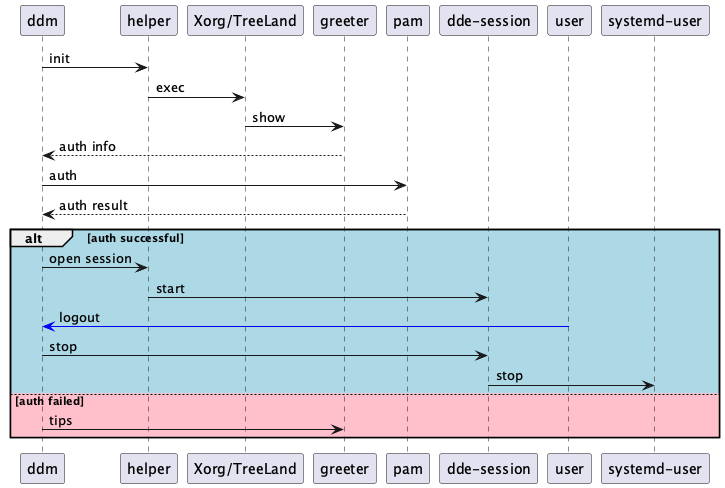 ddm helper Xorg/TreeLand greeter pam dde-session user systemd-user
init
exec
show
auth info
auth
auth result
alt [auth successful]
open session
start
logout
stop
stop
[auth failed]
tips
ddm helper Xorg/TreeLand greeter pam dde-session user systemd-user